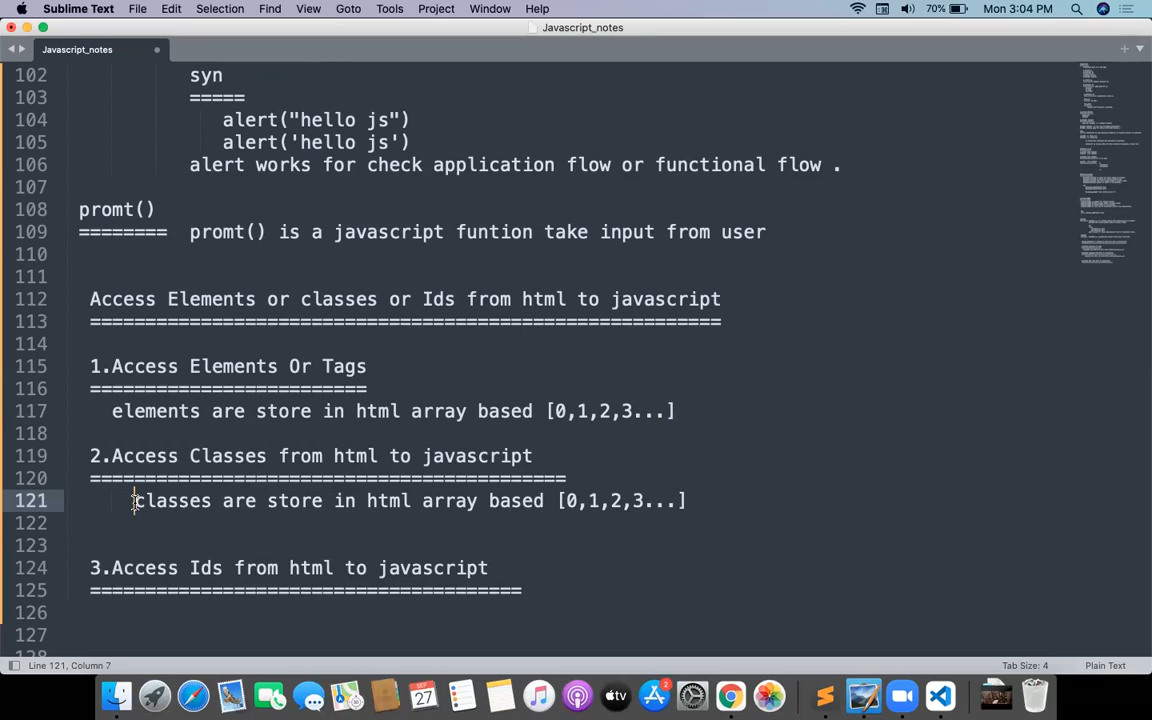 Sublime Text File Edit Selection Find View Goto Tools Project Window Help 70% Mon 3:04 PM
Javascript_notes
Javascript_notes
102 syn
103 =====
104 alert("hello js")
105 alert('hello js')
106 alert works for check application flow or functional flow .
107
108 promt()
109 ======== promt() is a javascript funtion take input from user
110
111
112 Access Elements or classes or Ids from html to javascript
113 =========================================================
114
115 1.Access Elements Or Tags
116 =========================
117 elements are store in html array based [0,1,2,3...]
118
119 2.Access Classes from html to javascript
120 ===========================================
121 classes are store in html array based [0,1,2,3...]
122
123
124 3.Access Ids from html to javascript
125 =======================================
126
127
128
Line 121, Column 7 Tab Size: 4 Plain Text
SEP
27
tv
2